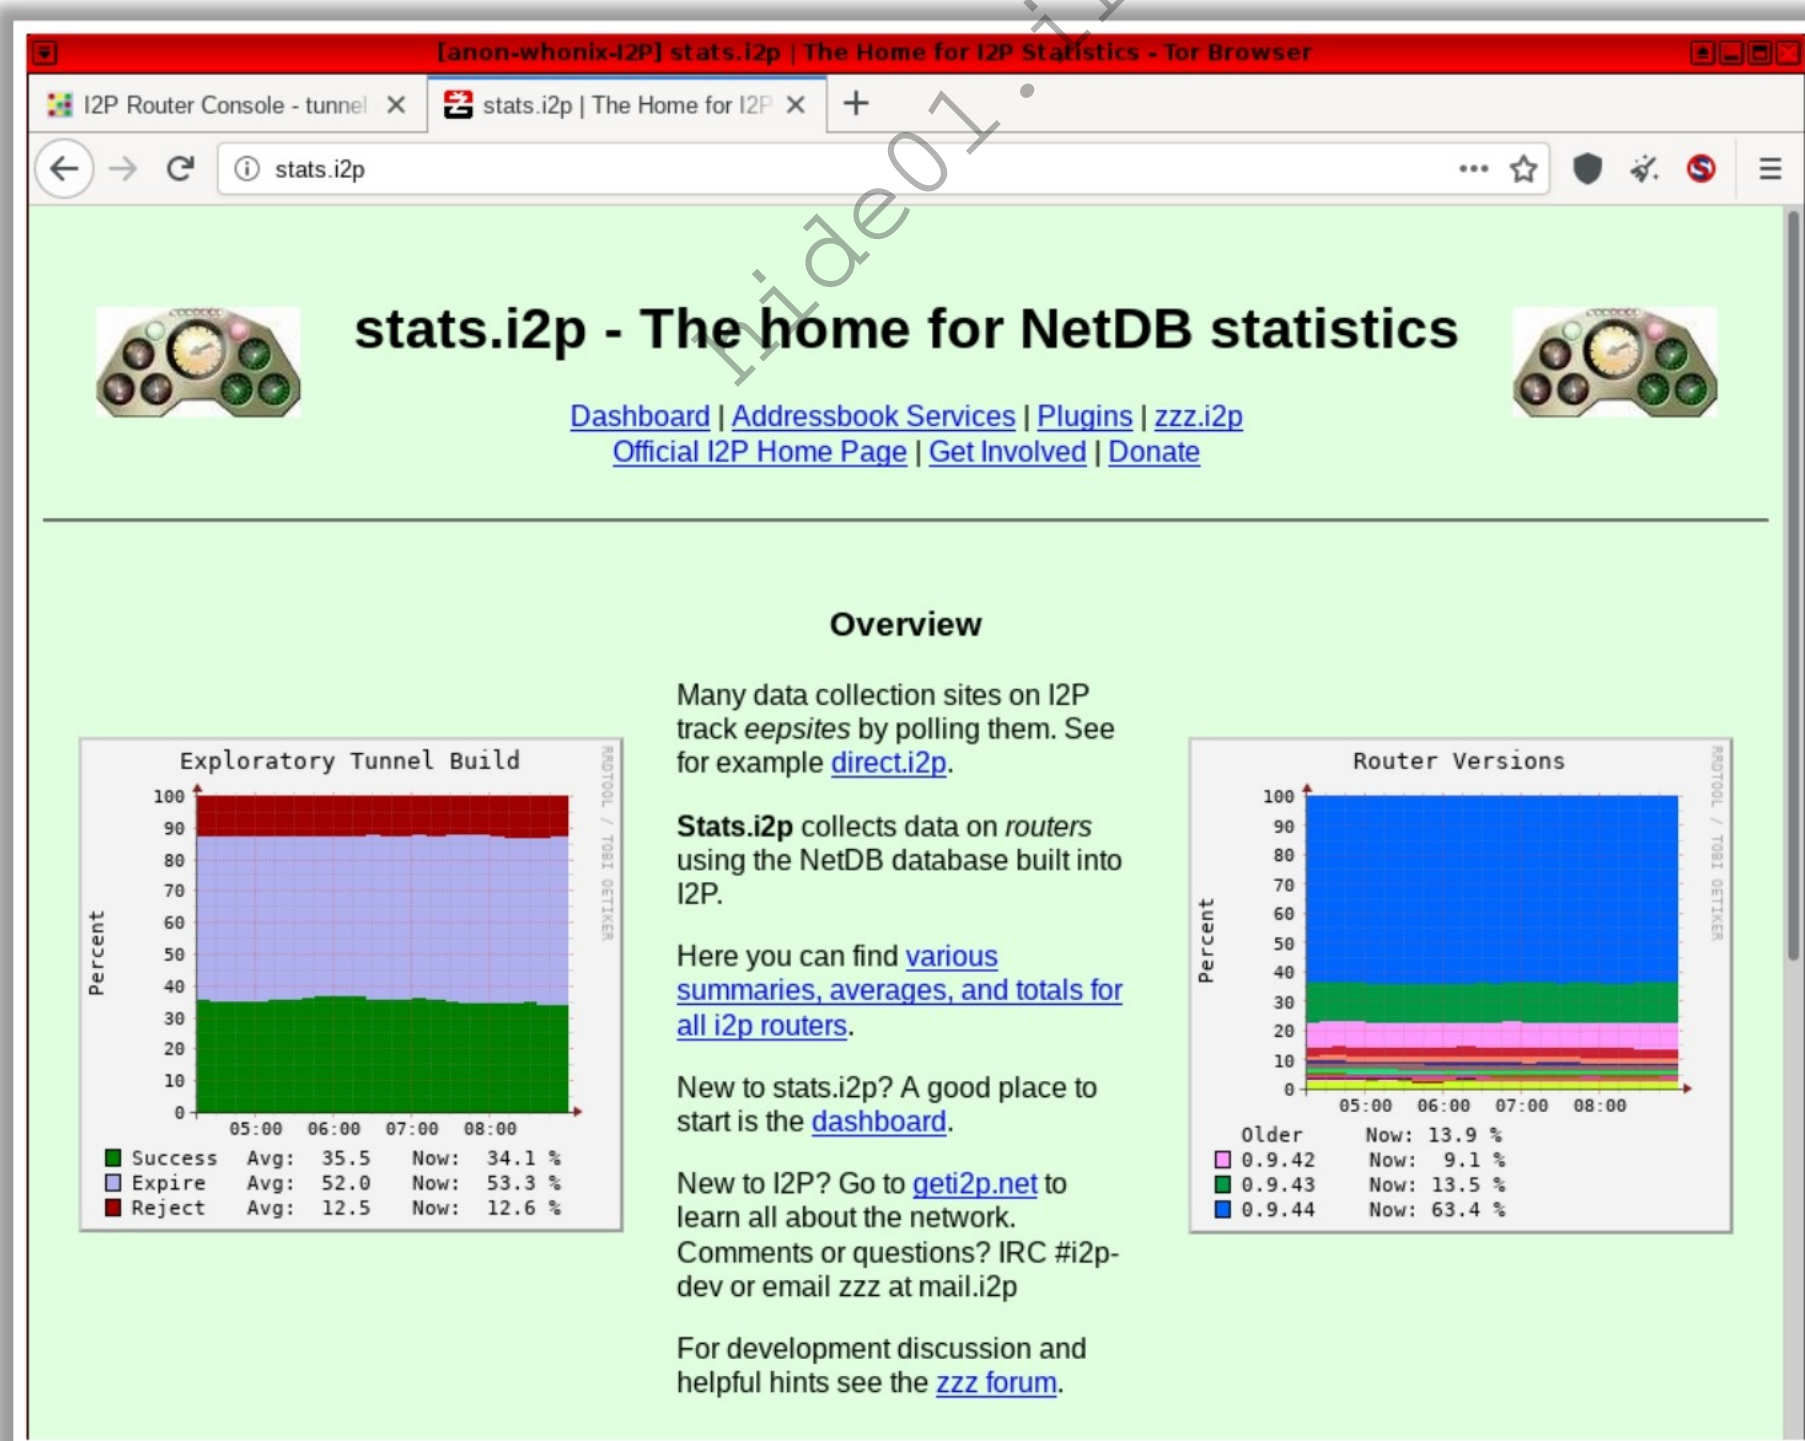 [anon-whonix-I2P] stats.i2p | The Home for I2P Statistics - Tor Browser
I2P Router Console - tunnel
stats.i2p | The Home for I2P
stats.i2p
stats.i2p - The home for NetDB statistics
Dashboard | Addressbook Services | Plugins | zzz.i2p
Official I2P Home Page | Get Involved | Donate
Overview
Exploratory Tunnel Build
RRDTOOL / TOBI OETIKER
Percent
100
90
80
70
60
50
40
30
20
10
0
05:00 06:00 07:00 08:00
Success Avg: 35.5 Now: 34.1 %
Expire Avg: 52.0 Now: 53.3 %
Reject Avg: 12.5 Now: 12.6 %
Many data collection sites on I2P
track eepsites by polling them. See
for example direct.i2p.
Stats.i2p collects data on routers
using the NetDB database built into
I2P.
Here you can find various
summaries, averages, and totals for
all i2p routers.
New to stats.i2p? A good place to
start is the dashboard.
New to I2P? Go to geti2p.net to
learn all about the network.
Comments or questions? IRC #i2p-
dev or email zzz at mail.i2p
For development discussion and
helpful hints see the zzz forum.
Router Versions
RRDTOOL / TOBI OETIKER
Percent
100
90
80
70
60
50
40
30
20
10
0
05:00 06:00 07:00 08:00
Older Now: 13.9 %
0.9.42 Now: 9.1 %
0.9.43 Now: 13.5 %
0.9.44 Now: 63.4 %